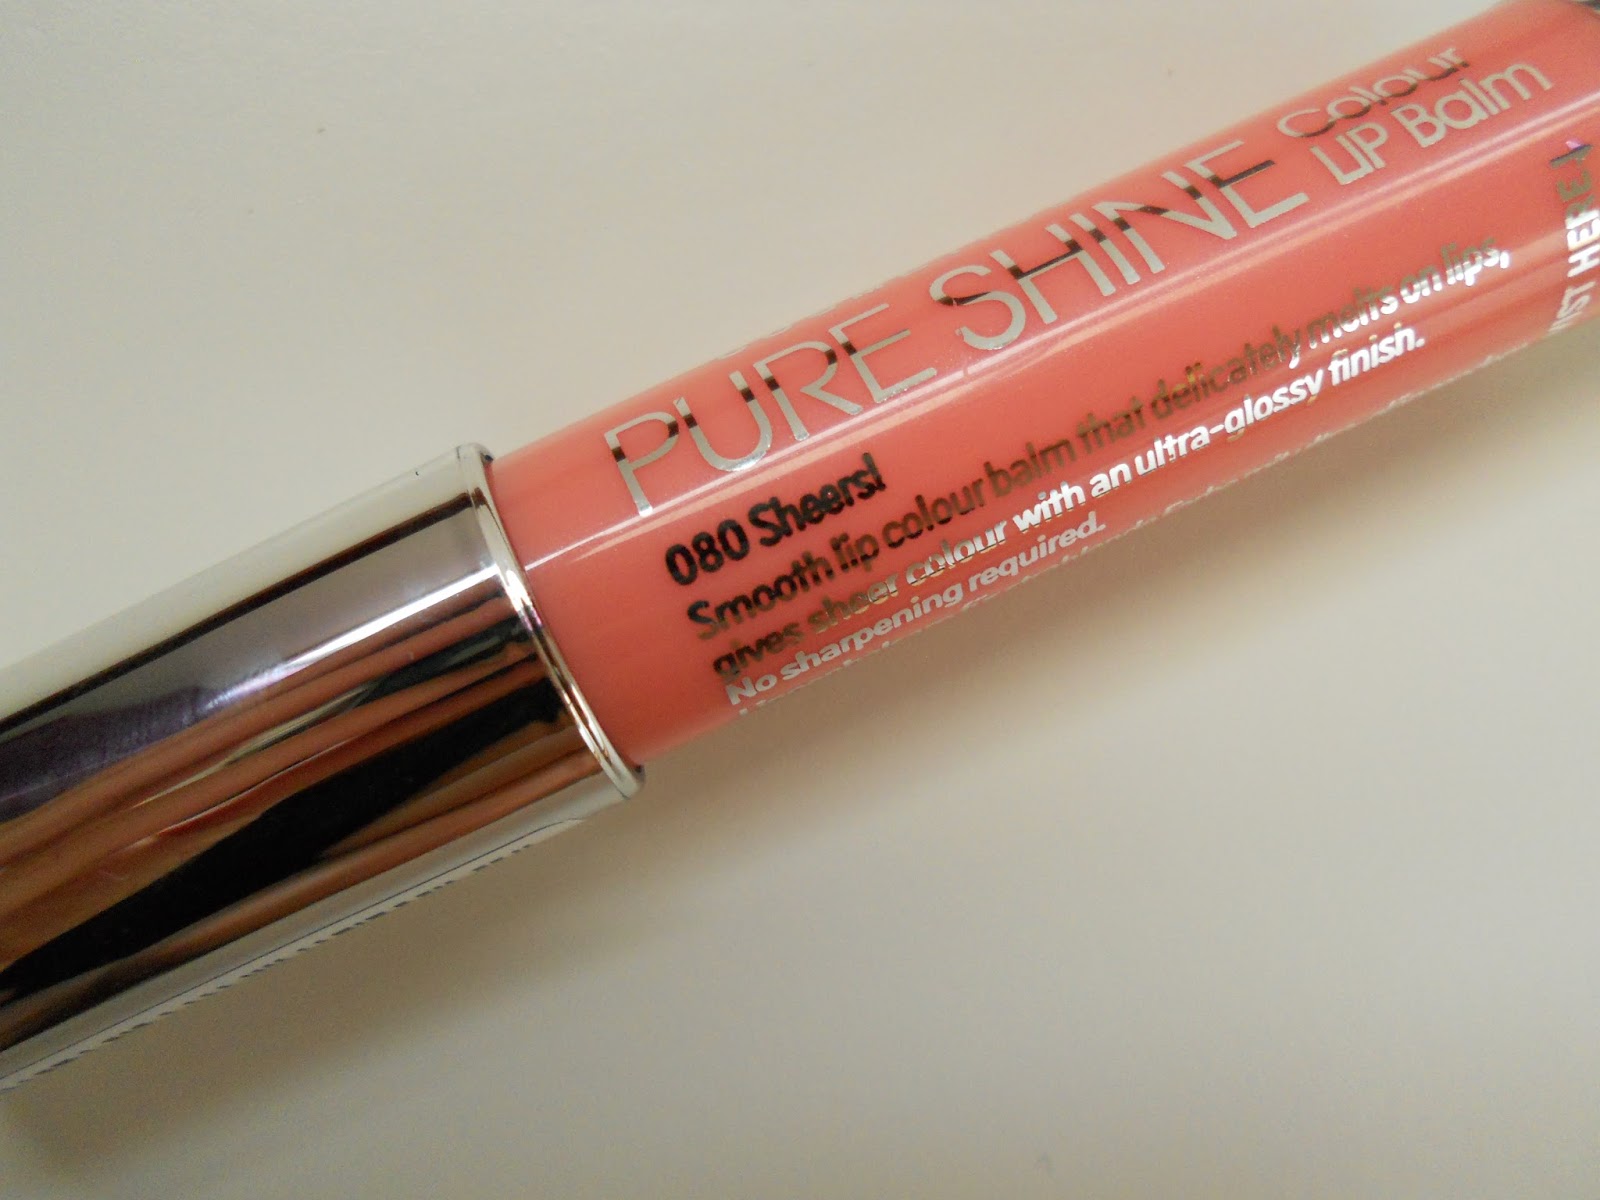 PURE SHINE
Colour
LIP Balm
080 Sheers!
Smooth lip colour balm that delicately melts on lips,
gives sheer colour with an ultra-glossy finish.
No sharpening required.
HERE